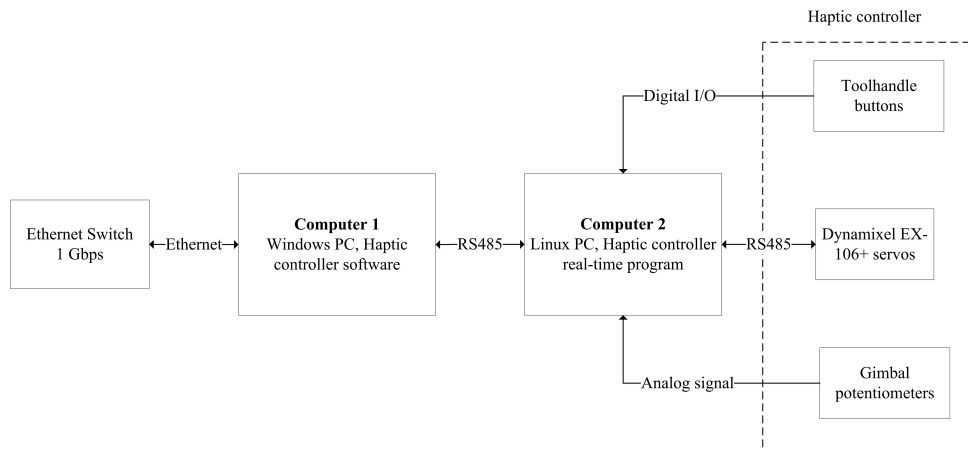 Haptic controller
Toolhandle
buttons
Digital I/O
Ethernet Switch
1 Gbps
Ethernet
Computer 1
Windows PC, Haptic
controller software
RS485
Computer 2
Linux PC, Haptic controller
real-time program
RS485
Dynamixel EX-
106+ servos
Analog signal
Gimbal
potentiometers